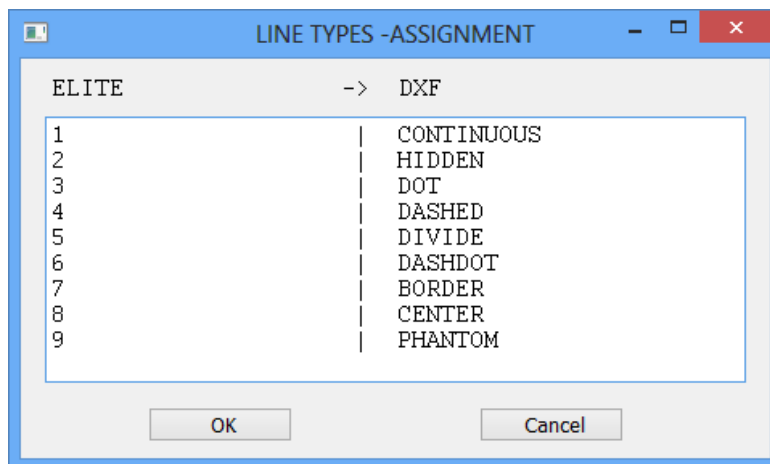 LINE TYPES -ASSIGNMENT
ELITE -> DXF
1 | CONTINUOUS
2 | HIDDEN
3 | DOT
4 | DASHED
5 | DIVIDE
6 | DASHDOT
7 | BORDER
8 | CENTER
9 | PHANTOM
OK Cancel